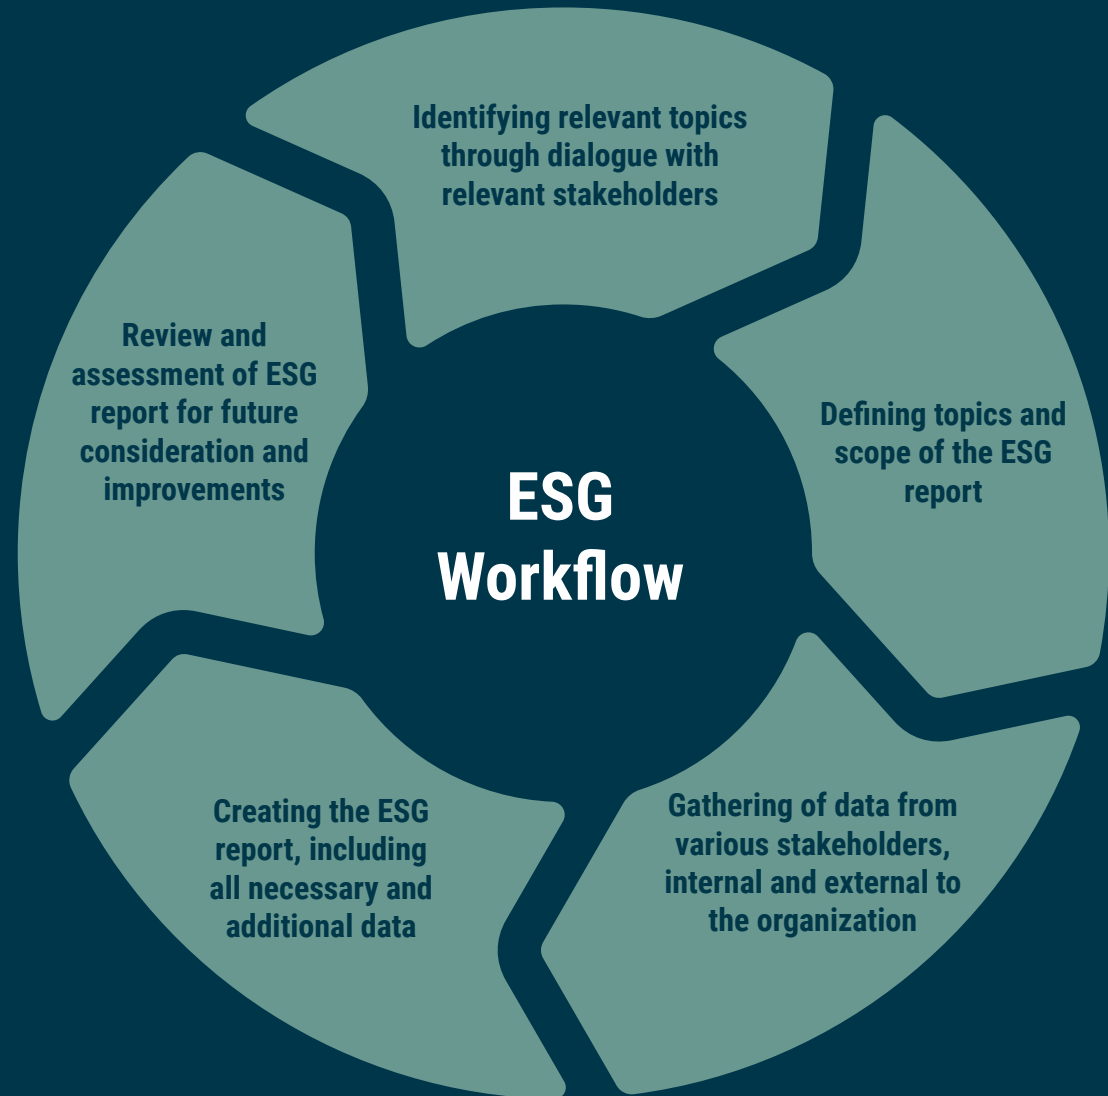 Identifying relevant topics
through dialogue with
relevant stakeholders
Defining topics and
scope of the ESG
report
Gathering of data from
various stakeholders,
internal and external to
the organization
Creating the ESG
report, including
all necessary and
additional data
Review and
assessment of ESG
report for future
consideration and
improvements
ESG
Workflow